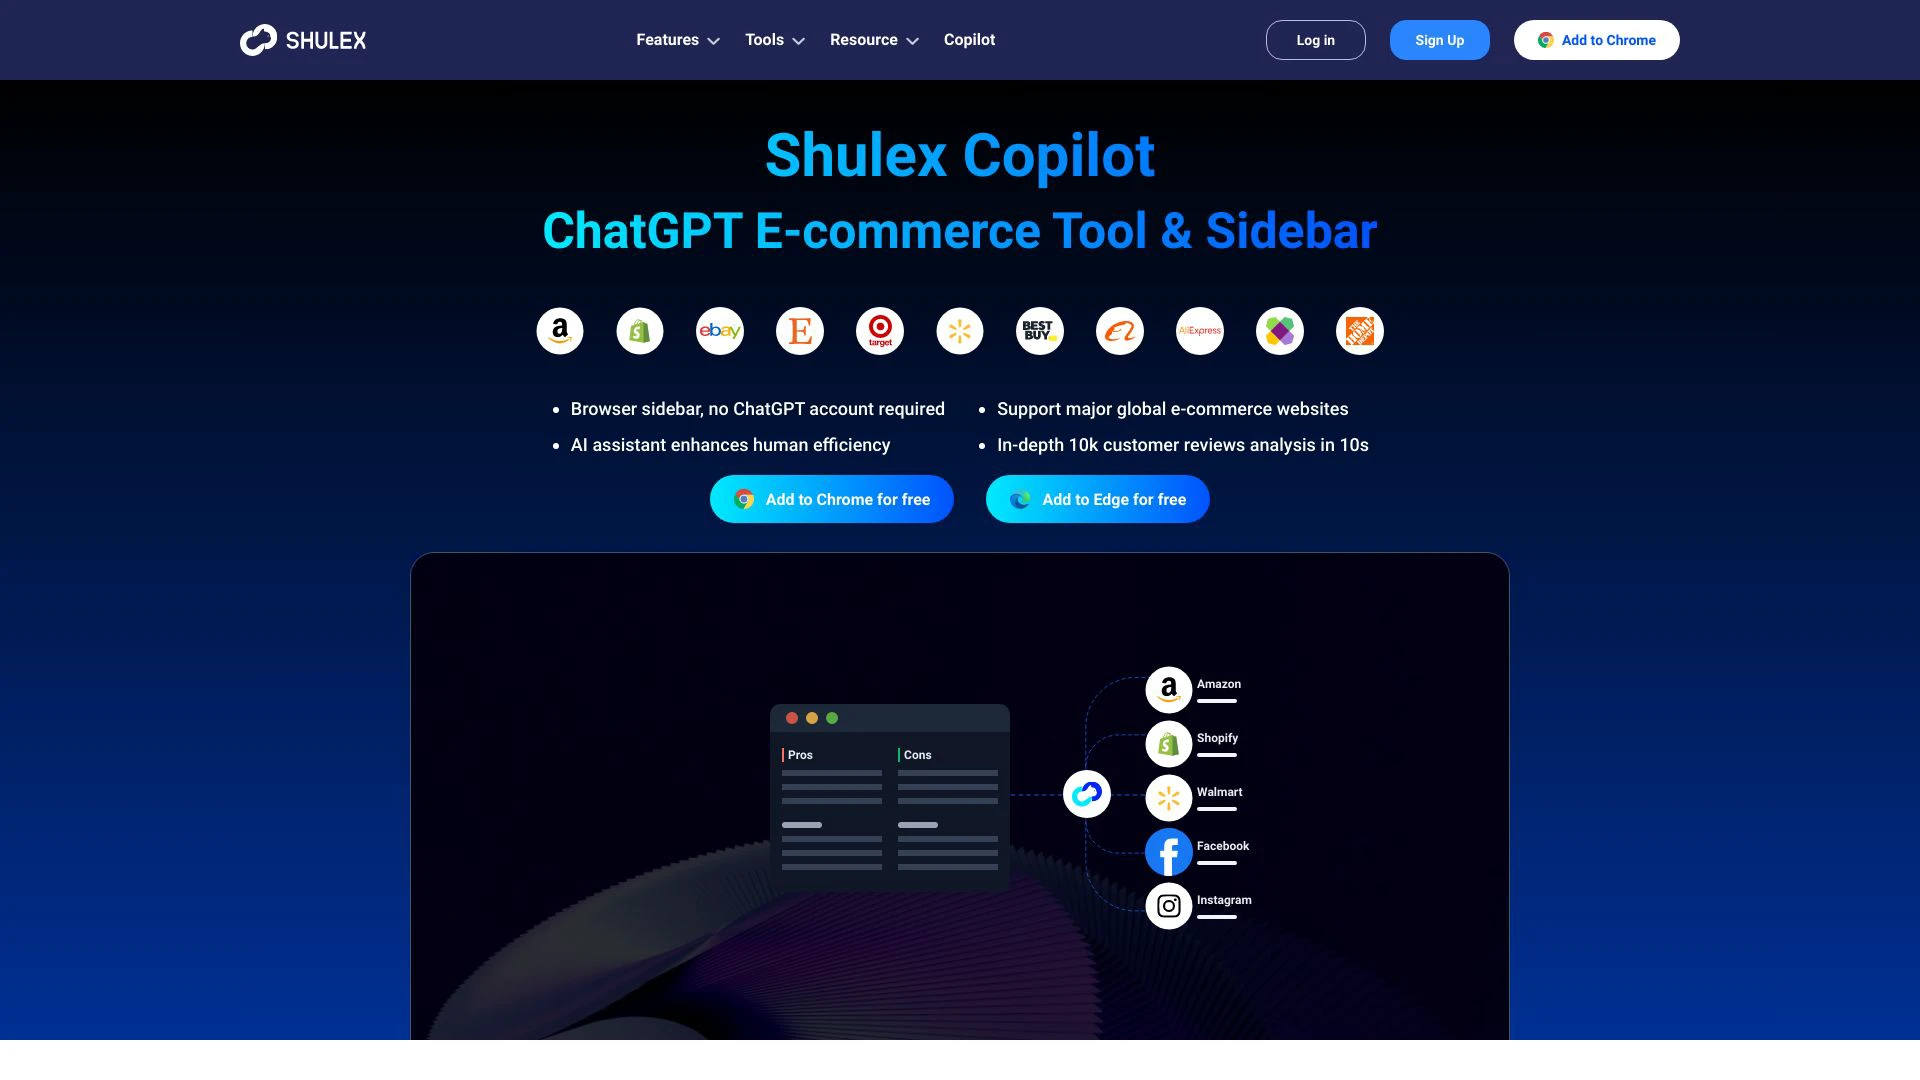 SHULEX
Features
Tools
Resource
Copilot
Log in
Sign Up
Add to Chrome
Shulex Copilot
ChatGPT E-commerce Tool & Sidebar
a
S
ebay
E
target
BEST BUY
AliExpress
THE HOME DEPOT
Browser sidebar, no ChatGPT account required
AI assistant enhances human efficiency
Support major global e-commerce websites
In-depth 10k customer reviews analysis in 10s
Add to Chrome for free
Add to Edge for free
Pros
Cons
a
Amazon
S
Shopify
Walmart
f
Facebook
Instagram